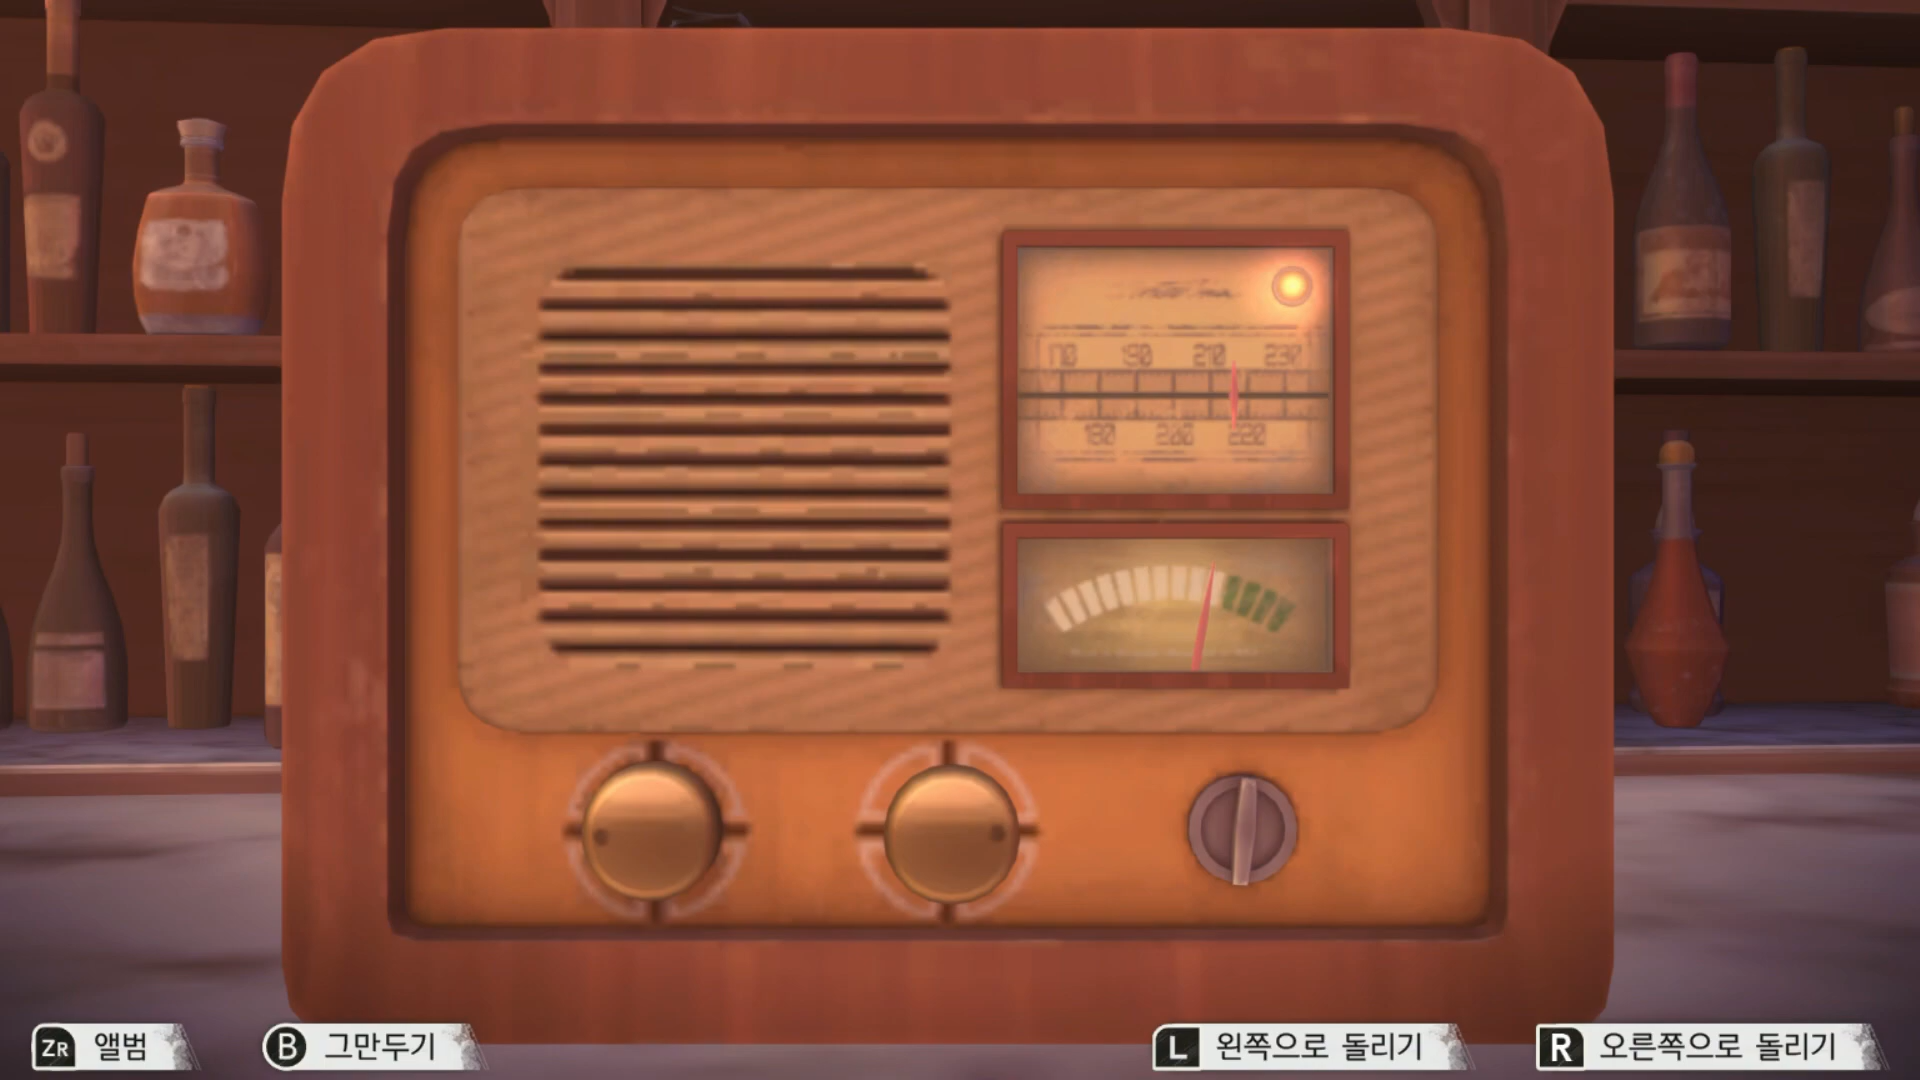 170 190 210 230
180 200 220
ZR 앨범
B 그만두기
L 왼쪽으로 돌리기
R 오른쪽으로 돌리기